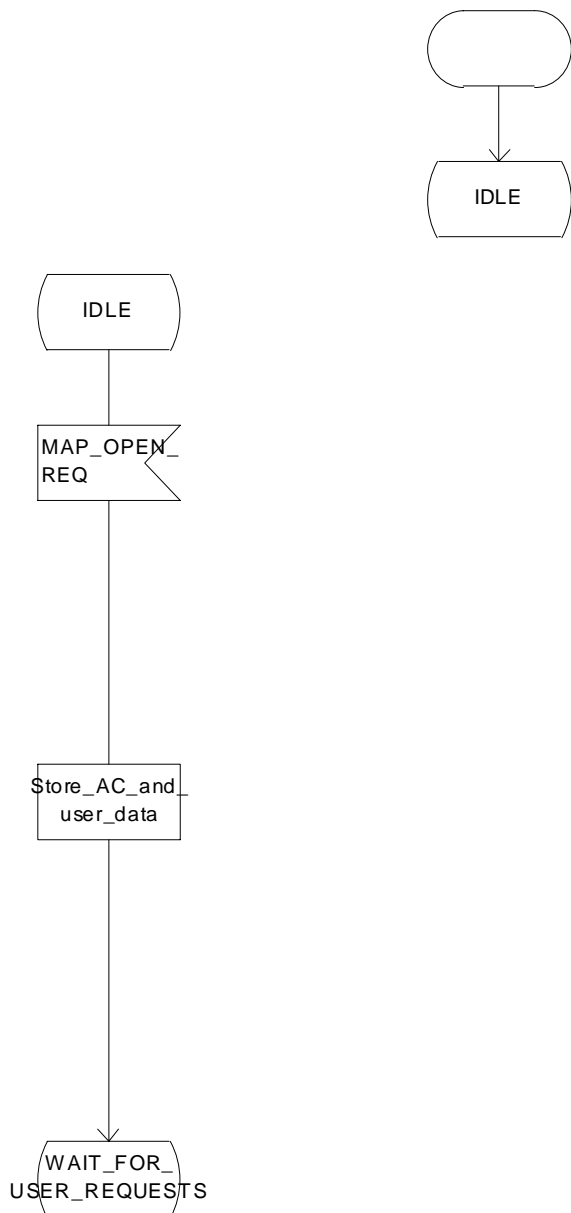 IDLE
IDLE
MAP_OPEN_
REQ
Store_AC_and_
user_data
WAIT_FOR_
USER_REQUESTS